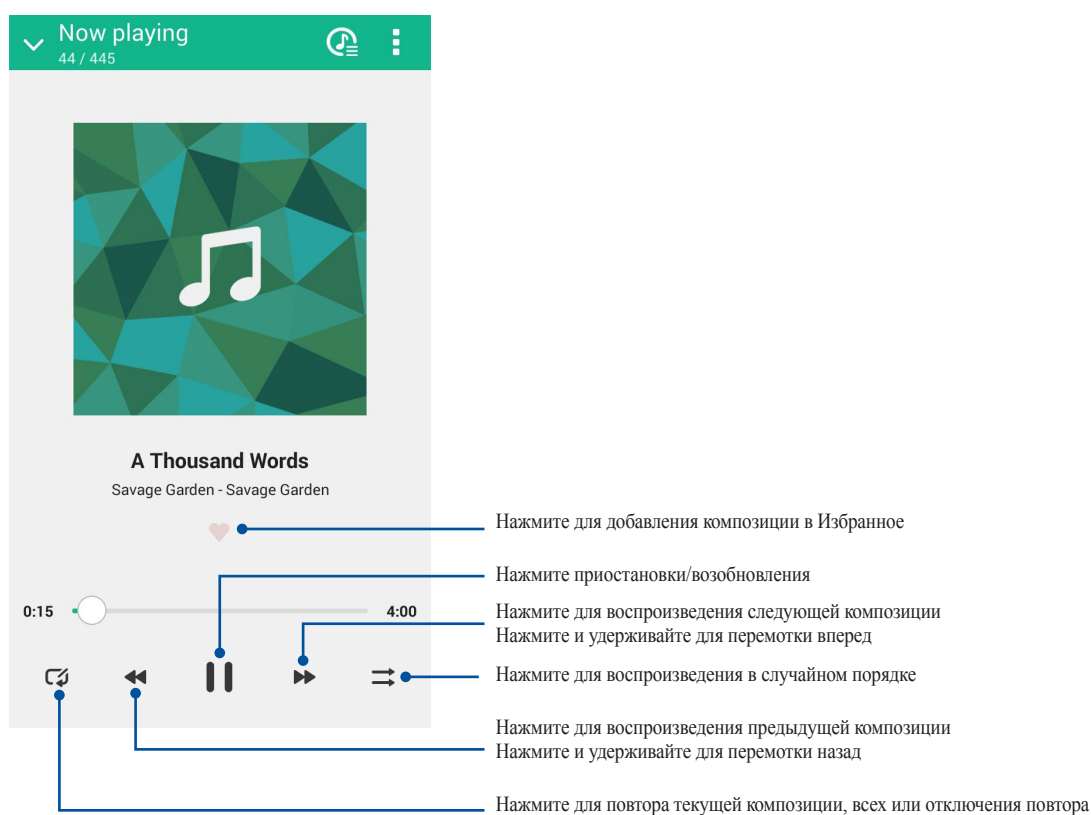 Now playing
44 / 445
A Thousand Words
Savage Garden - Savage Garden
Нажмите для добавления композиции в Избранное
Нажмите приостановки/возобновления
0:15
4:00
Нажмите для воспроизведения следующей композиции
Нажмите и удерживайте для перемотки вперед
Нажмите для воспроизведения в случайном порядке
Нажмите для воспроизведения предыдущей композиции
Нажмите и удерживайте для перемотки назад
Нажмите для повтора текущей композиции, всех или отключения повтора